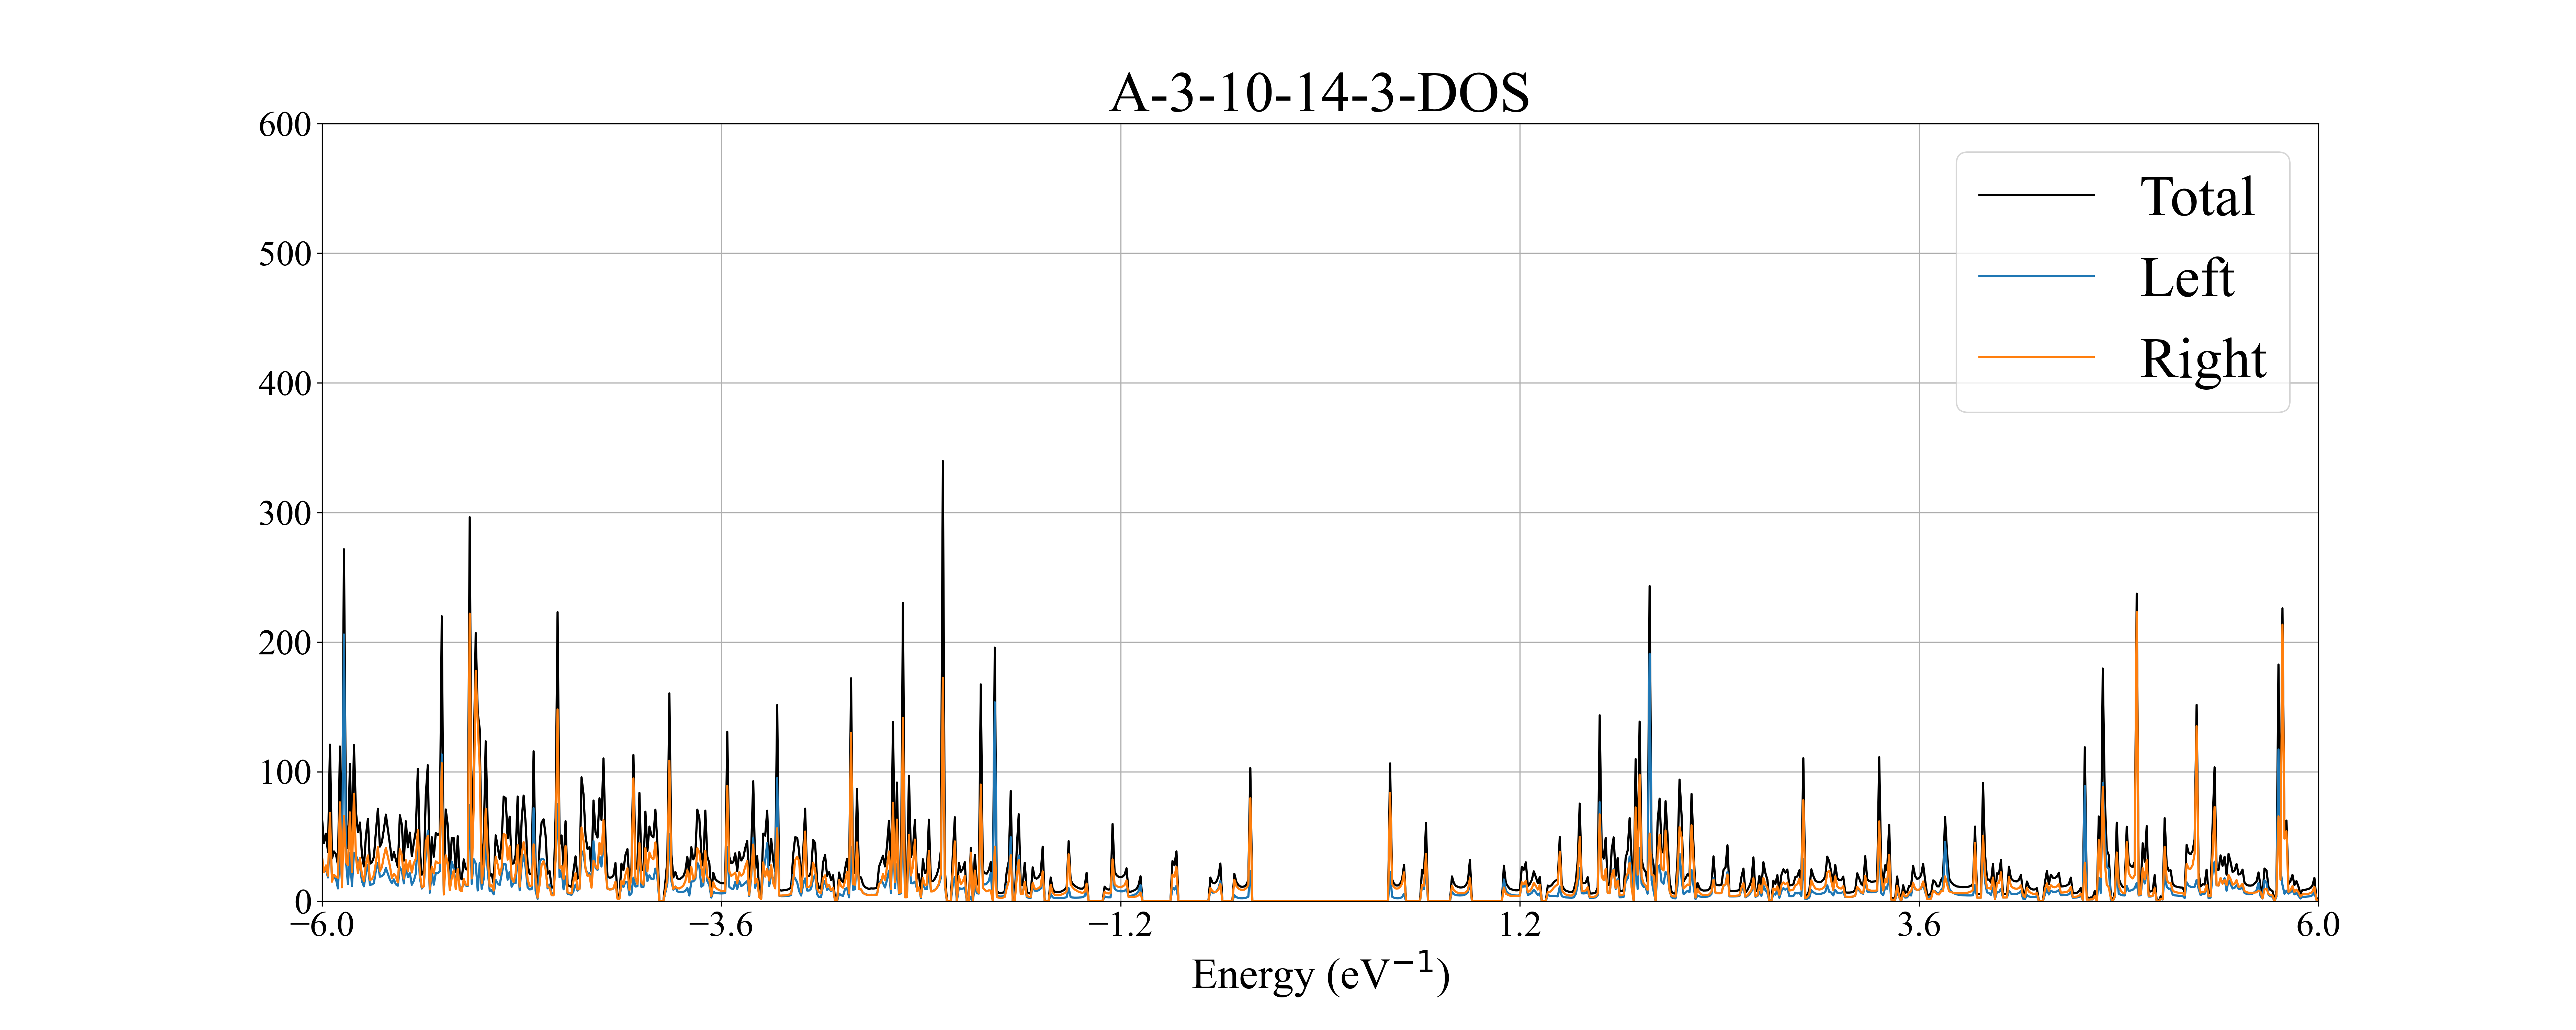 A-3-10-14-3-DOS
600
500
400
300
200
100
0
Total
Left
Right
−6.0 −3.6 −1.2 1.2 3.6 6.0
Energy (eV⁻¹)